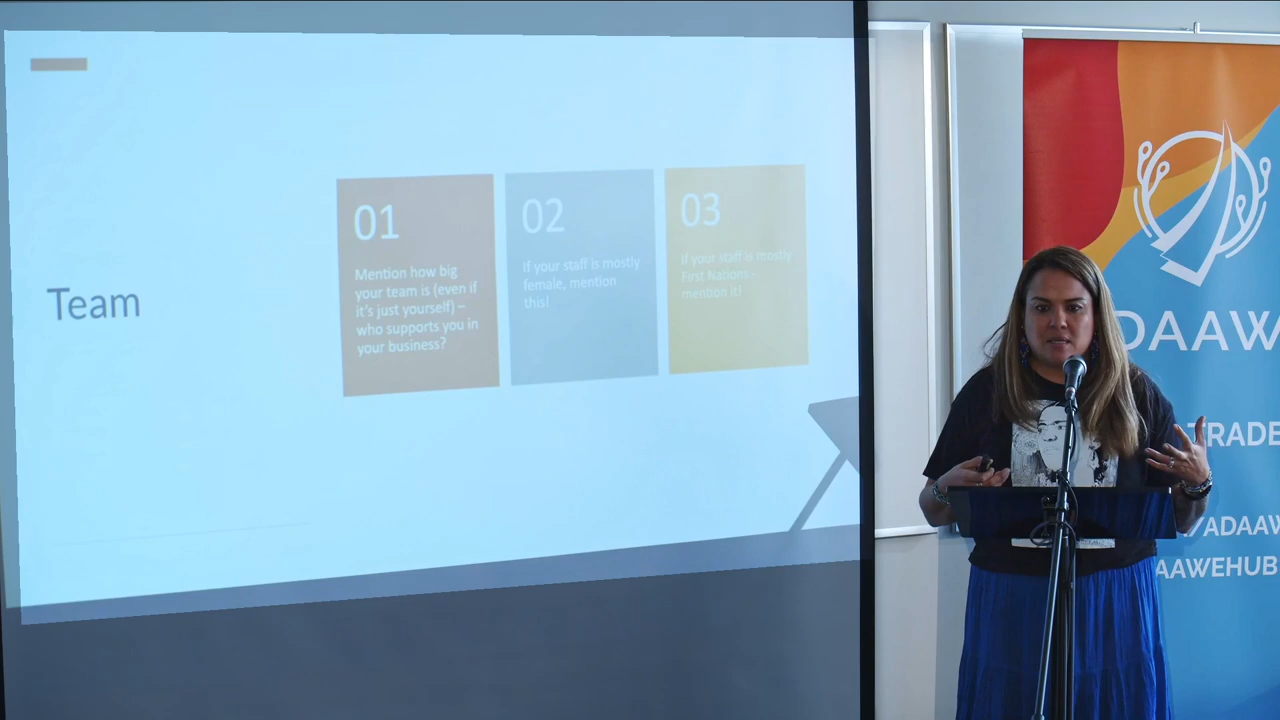 Team
01
Mention how big
your team is (even if
it's just yourself) –
who supports you in
your business?
02
If your staff is mostly
female, mention
this!
03
If your staff is mostly
First Nations -
mention it!
DAAW
TRADE
/ADAAW
AAWEHUB